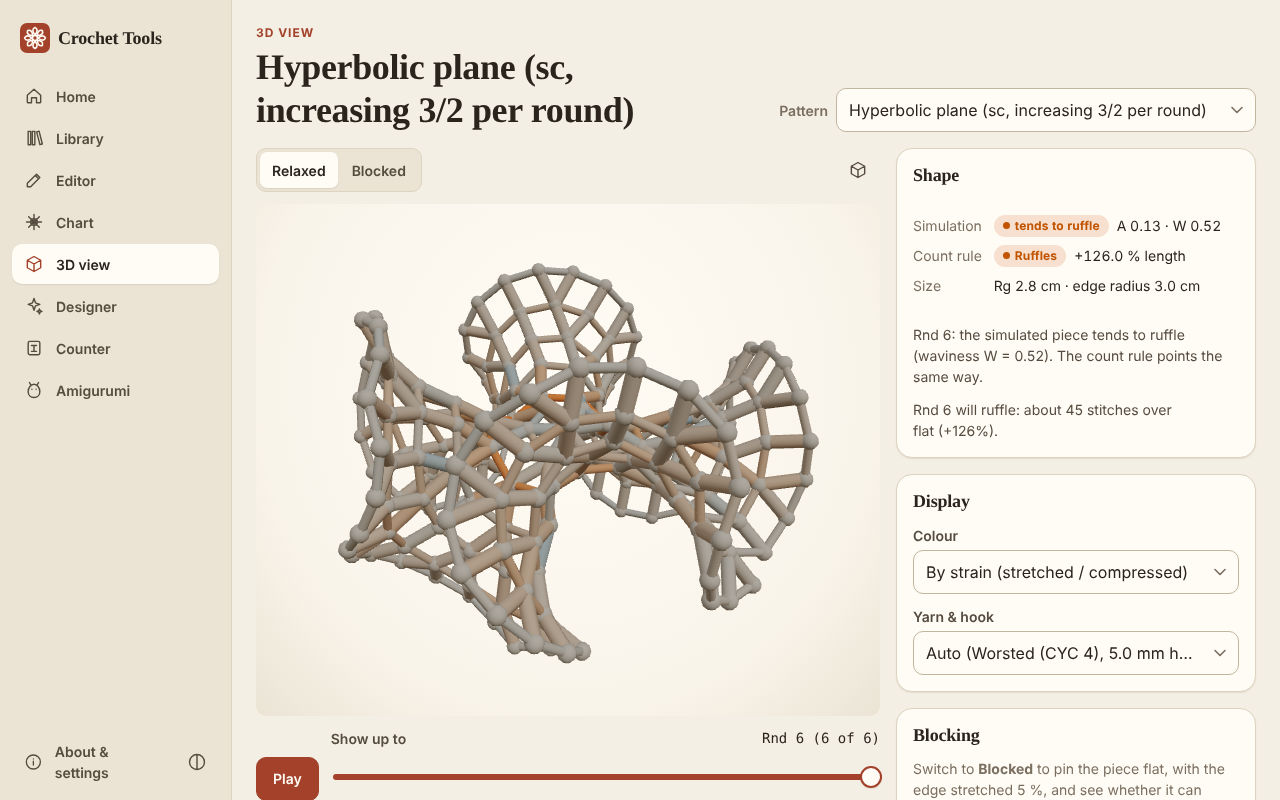 Crochet Tools
Home
Library
Editor
Chart
3D view
Designer
Counter
Amigurumi
About &
settings
3D VIEW
Hyperbolic plane (sc,
increasing 3/2 per round)
Pattern
Hyperbolic plane (sc, increasing 3/2 per round)
Relaxed
Blocked
Show up to
Rnd 6 (6 of 6)
Play
Shape
Simulation
tends to ruffle
A 0.13 · W 0.52
Count rule
Ruffles
+126.0 % length
Size
Rg 2.8 cm · edge radius 3.0 cm
Rnd 6: the simulated piece tends to ruffle
(waviness W = 0.52). The count rule points the
same way.
Rnd 6 will ruffle: about 45 stitches over
flat (+126%).
Display
Colour
By strain (stretched / compressed)
Yarn & hook
Auto (Worsted (CYC 4), 5.0 mm h...
Blocking
Switch to Blocked to pin the piece flat, with the
edge stretched 5 %, and see whether it can